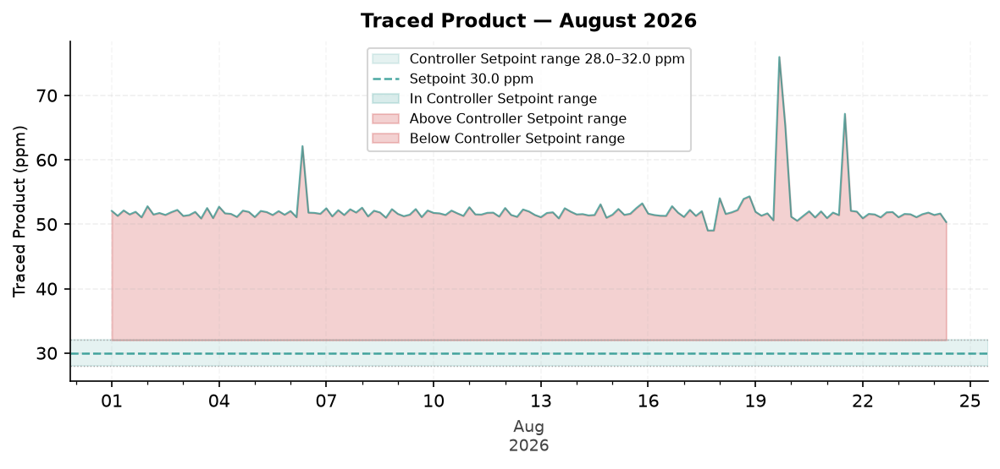 Traced Product — August 2026
Controller Setpoint range 28.0–32.0 ppm
Setpoint 30.0 ppm
In Controller Setpoint range
Above Controller Setpoint range
Below Controller Setpoint range
Traced Product (ppm)
70
60
50
40
30
01 04 07 10 13 16 19 22 25
Aug
2026